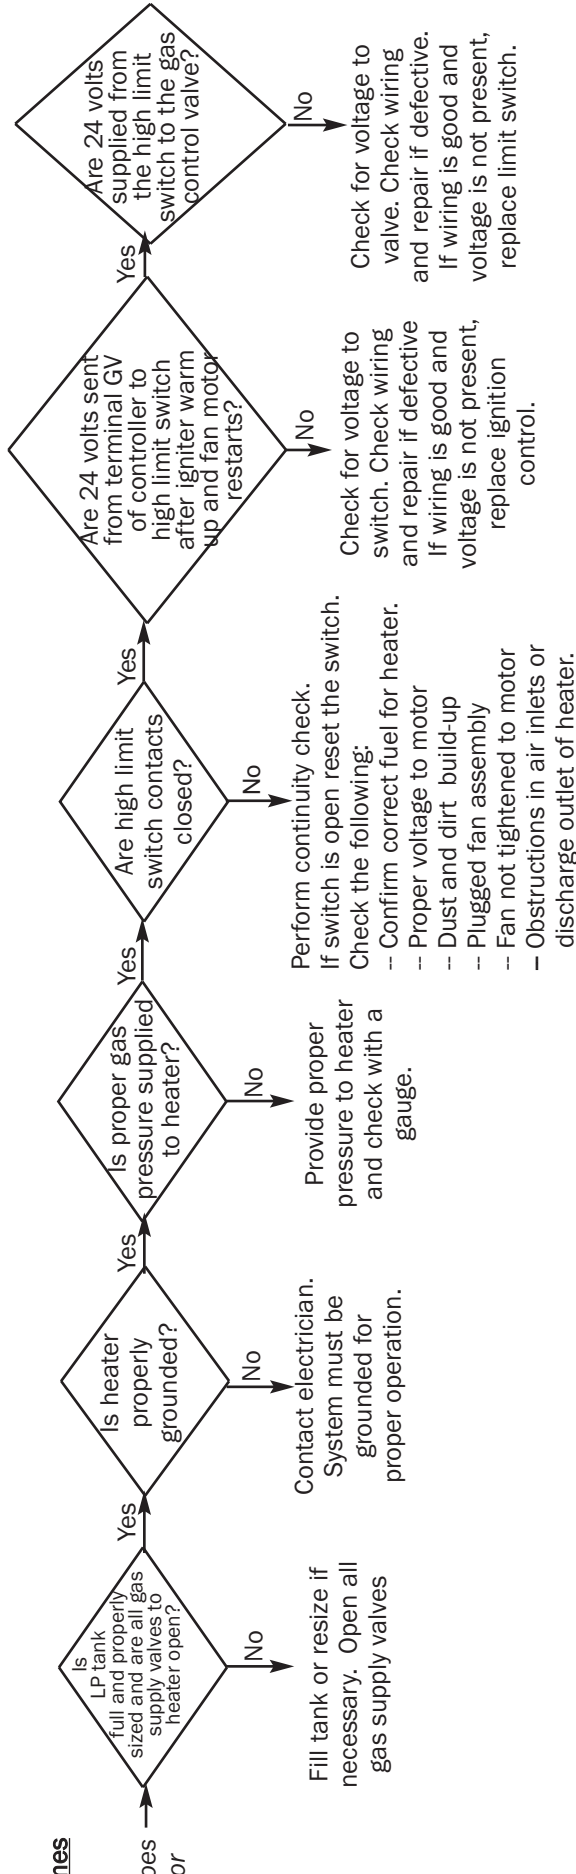 Is
LP tank
full and properly
sized and are all gas
supply valves to
heater open?
Yes
No
Fill tank or resize if
necessary. Open all
gas supply valves
Is heater
properly
grounded?
Yes
No
Contact electrician.
System must be
grounded for
proper operation.
Is proper gas
pressure supplied
to heater?
Yes
No
Provide proper
pressure to heater
and check with a
gauge.
Are high limit
switch contacts
closed?
Yes
No
Perform continuity check.
If switch is open reset the switch.
Check the following:
-- Confirm correct fuel for heater.
-- Proper voltage to motor
-- Dust and dirt build-up
-- Plugged fan assembly
-- Fan not tightened to motor
– Obstructions in air inlets or
discharge outlet of heater.
Are 24 volts sent
from terminal GV
of controller to
high limit switch
after igniter warm
up and fan motor
restarts?
Yes
No
Check for voltage to
switch. Check wiring
and repair if defective
If wiring is good and
voltage is not present,
replace ignition
control.
Are 24 volts
supplied from
the high limit
switch to the gas
control valve?
No
Check for voltage to
valve. Check wiring
and repair if defective.
If wiring is good and
voltage is not present,
replace limit switch.